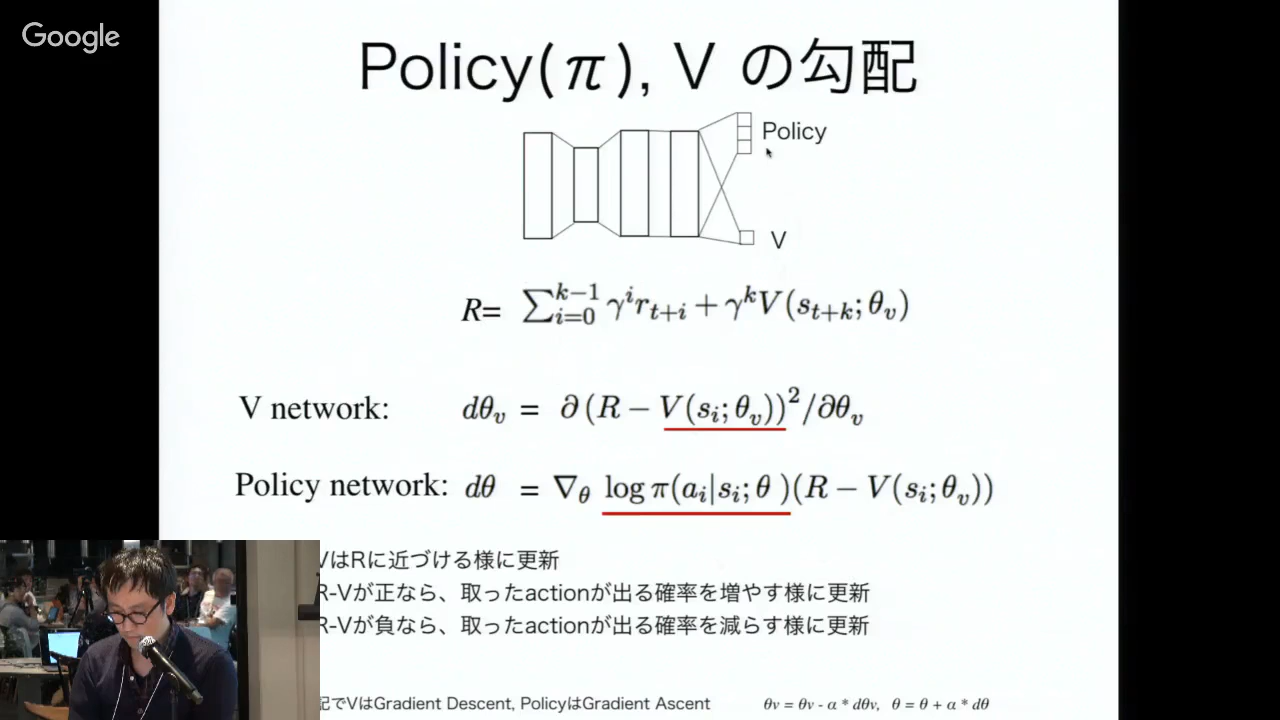 Google
Policy(π), V の勾配
Policy
V
R= ∑_{i=0}^{k-1} γ^i r_{t+i} + γ^k V(s_{t+k}; θ_v)
V network: dθ_v = ∂(R − V(s_i; θ_v))^2/∂θ_v
Policy network: dθ = ∇_θ log π(a_i|s_i; θ )(R − V(s_i; θ_v))
VはRに近づける様に更新
R-Vが正なら、取ったactionが出る確率を増やす様に更新
R-Vが負なら、取ったactionが出る確率を減らす様に更新
記でVはGradient Descent, PolicyはGradient Ascent θv = θv - α * dθv, θ = θ + α * dθ